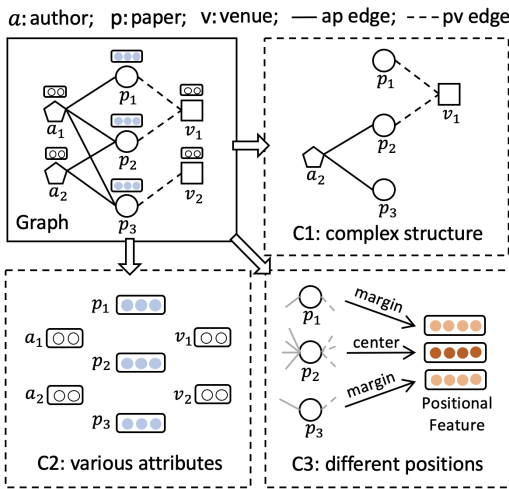 a: author; p: paper; v: venue; — ap edge; --- pv edge
p₁
a₁
v₁
p₂
a₂
v₂
p₃
Graph
p₁
v₁
p₂
a₂
p₃
C1: complex structure
p₁
a₁
v₁
p₂
a₂
v₂
p₃
C2: various attributes
p₁
margin
p₂
center
p₃
margin
Positional
Feature
C3: different positions